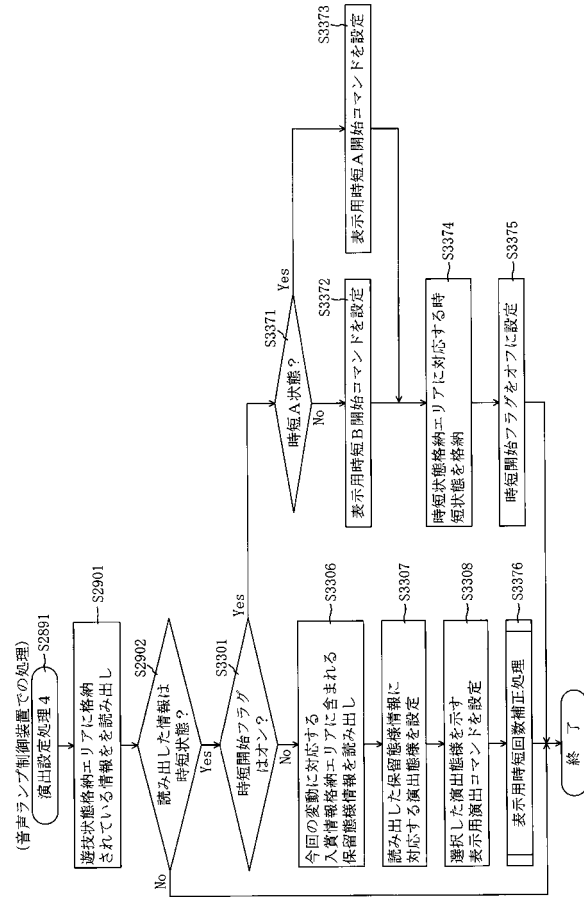 (音声ランプ制御装置での処理)
演出設定処理4
S2891
遊技状態格納エリアに格納
されている情報をを読み出し
S2901
読み出した情報は
時短状態？
S2902
No
Yes
時短開始フラグ
はオン？
S3301
Yes
No
今回の変動に対応する
入賞情報格納エリアに含まれる
保留態様情報を読み出し
S3306
読み出した保留態様情報に
対応する演出態様を設定
S3307
選択した演出態様を示す
表示用演出コマンドを設定
S3308
表示用時短回数補正処理
S3376
終了
時短A状態？
S3371
Yes
No
表示用時短B開始コマンドを設定
S3372
表示用時短A開始コマンドを設定
S3373
時短状態格納エリアに対応する時
短状態を格納
S3374
時短開始フラグをオフに設定
S3375